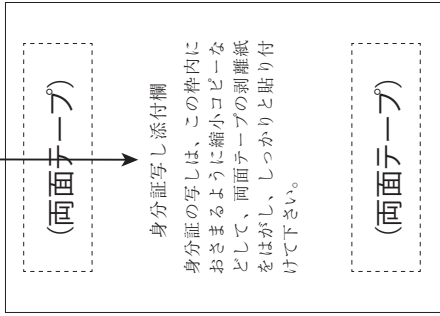 (両面テープ)
身分証写し添付欄
身分証の写しは、この枠内に
おさまるように縮小コピーな
どして、両面テープの剥離紙
をはがし、しっかりと貼り付
けて下さい。
(両面テープ)